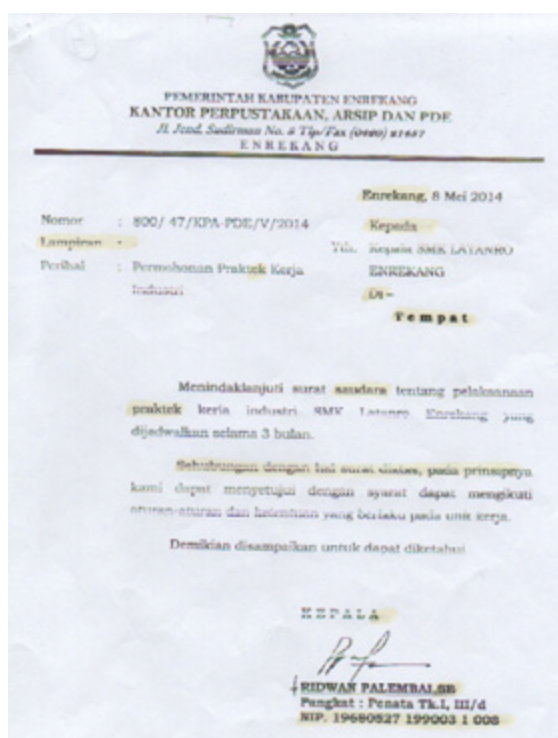 PEMERINTAH KABUPATEN ENREKANG
KANTOR PERPUSTAKAAN, ARSIP DAN PDE
Jl. Jend. Sudirman No. Tlp/Fax (0420)
ENREKANG
Enrekang, 8 Mei 2014
Nomor : 800/ 47/KPA-PDE/V/2014
Kepada
Lampiran : -
Yth. Kepala SMK LATANRO
Perihal : Permohonan Praktek Kerja
ENREKANG
Industri
Di –
Tempat
Menindaklanjuti surat saudara tentang pelaksanaan
praktek kerja industri SMK Latanro Enrekang yang
dijadwalkan selama 3 bulan.
Sehubungan dengan hal surat diatas, pada prinsipnya
kami dapat menyetujui dengan syarat dapat mengikuti
aturan-aturan dan ketentuan yang berlaku pada unit kerja.
Demikian disampaikan untuk dapat diketahui
KEPALA
RIDWAN PALEMBAI,SE
Pangkat : Penata Tk.I, III/d
NIP. 19680527 199003 1 008